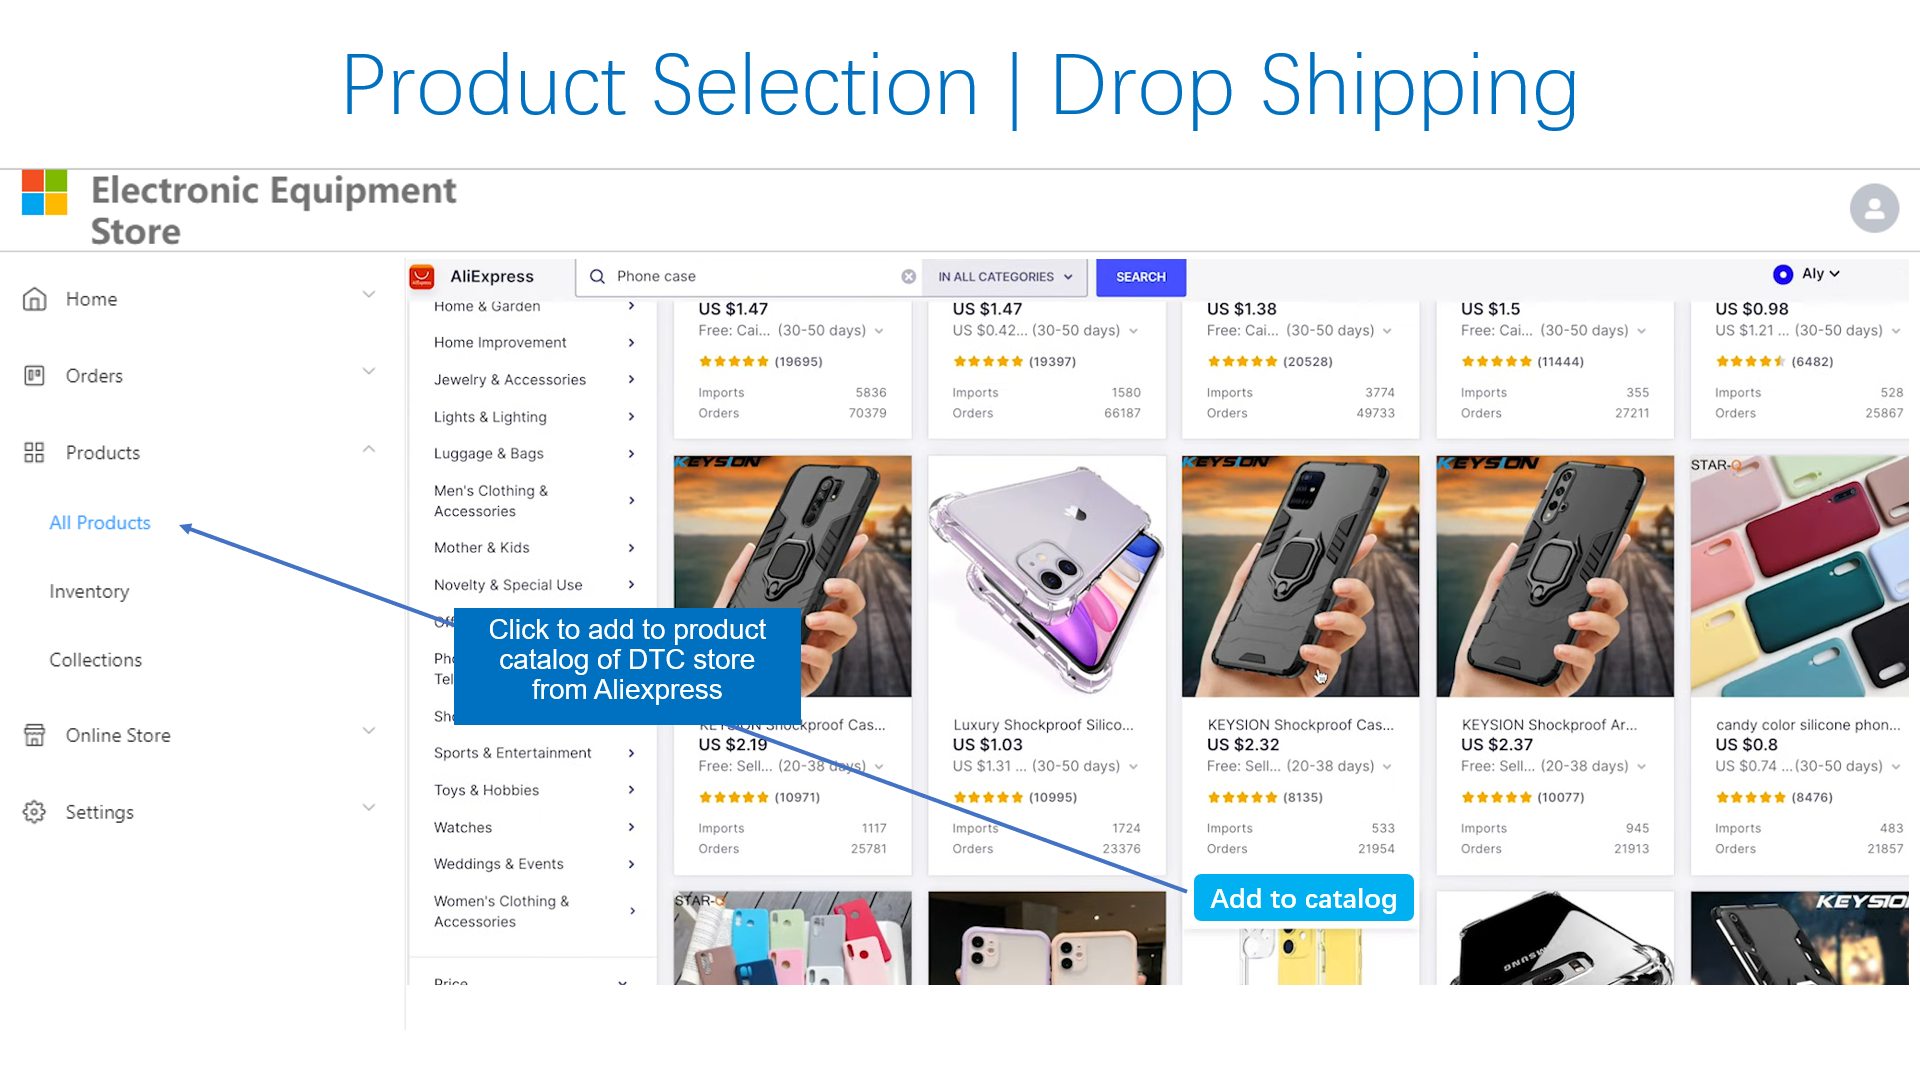 Product Selection | Drop Shipping
Electronic Equipment
Store
Home
Orders
Products
All Products
Inventory
Collections
Online Store
Settings
AliExpress
Phone case
IN ALL CATEGORIES
SEARCH
Aly
Home & Garden
Home Improvement
Jewelry & Accessories
Lights & Lighting
Luggage & Bags
Men's Clothing &
Accessories
Mother & Kids
Novelty & Special Use
Sports & Entertainment
Toys & Hobbies
Watches
Weddings & Events
Women's Clothing &
Accessories
Price
Click to add to product
catalog of DTC store
from Aliexpress
US $1.47
Free: Cai... (30-50 days)
(19695)
Imports 5836
Orders 70379
US $1.47
US $0.42... (30-50 days)
(19397)
Imports 1580
Orders 66187
US $1.38
Free: Cai... (30-50 days)
(20528)
Imports 3774
Orders 49733
US $1.5
Free: Cai... (30-50 days)
(11444)
Imports 355
Orders 27211
US $0.98
US $1.21 ... (30-50 days)
(6482)
Imports 528
Orders 25867
KEYSION
KEYSION Shockproof Cas...
US $2.19
Free: Sell... (20-38 days)
(10971)
Imports 1117
Orders 25781
Luxury Shockproof Silico...
US $1.03
US $1.31 ... (30-50 days)
(10995)
Imports 1724
Orders 23376
KEYSION
KEYSION Shockproof Cas...
US $2.32
Free: Sell... (20-38 days)
(8135)
Imports 533
Orders 21954
KEYSION
KEYSION Shockproof Ar...
US $2.37
Free: Sell... (20-38 days)
(10077)
Imports 945
Orders 21913
STAR-Q
candy color silicone phon...
US $0.8
US $0.74 ... (30-50 days)
(8476)
Imports 483
Orders 21857
Add to catalog
STAR-Q
SAMSUNG
KEYSION